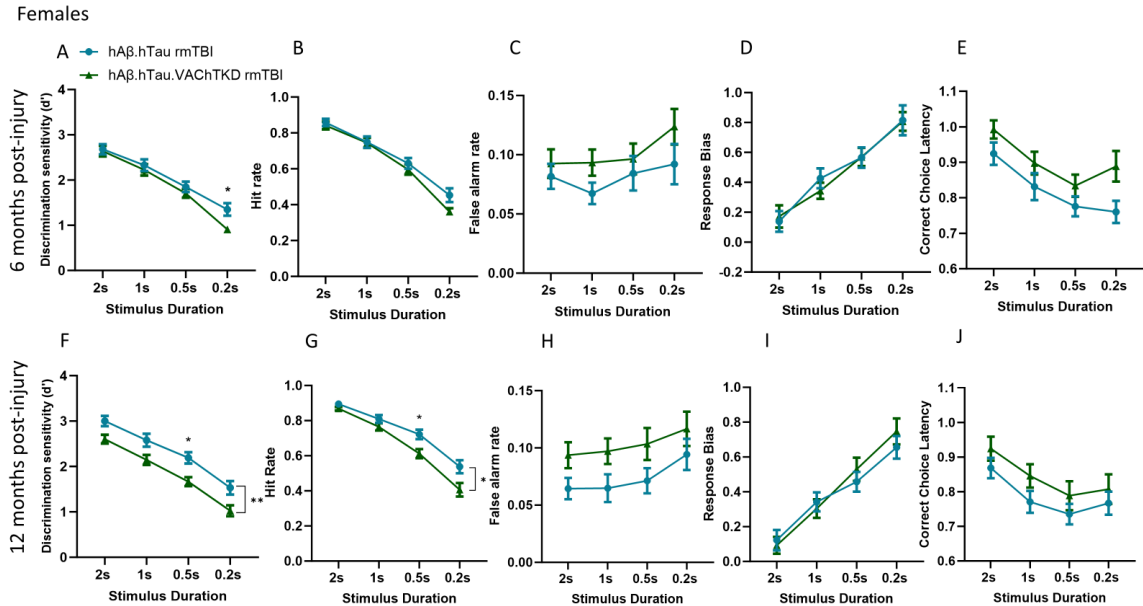 Females
6 months post-injury
A
hAβ.hTau rmTBI
hAβ.hTau.VAChTKD rmTBI
Discrimination sensitivity (d')
4
3
2
1
0
*
2s 1s 0.5s 0.2s
Stimulus Duration
B
Hit rate
1.0
0.8
0.6
0.4
0.2
0.0
2s 1s 0.5s 0.2s
Stimulus Duration
C
False alarm rate
0.15
0.10
0.05
0.00
2s 1s 0.5s 0.2s
Stimulus Duration
D
Response Bias
1.0
0.8
0.6
0.4
0.2
0.0
-0.2
2s 1s 0.5s 0.2s
Stimulus Duration
E
Correct Choice Latency
1.1
1.0
0.9
0.8
0.7
0.6
2s 1s 0.5s 0.2s
Stimulus Duration
12 months post-injury
F
Discrimination sensitivity (d')
4
3
2
1
0
*
**
2s 1s 0.5s 0.2s
Stimulus Duration
G
Hit Rate
1.0
0.8
0.6
0.4
0.2
0.0
*
*
2s 1s 0.5s 0.2s
Stimulus Duration
H
False alarm rate
0.15
0.10
0.05
0.00
2s 1s 0.5s 0.2s
Stimulus Duration
I
Response Bias
1.0
0.8
0.6
0.4
0.2
0.0
2s 1s 0.5s 0.2s
Stimulus Duration
J
Correct Choice Latency
1.1
1.0
0.9
0.8
0.7
0.6
2s 1s 0.5s 0.2s
Stimulus Duration